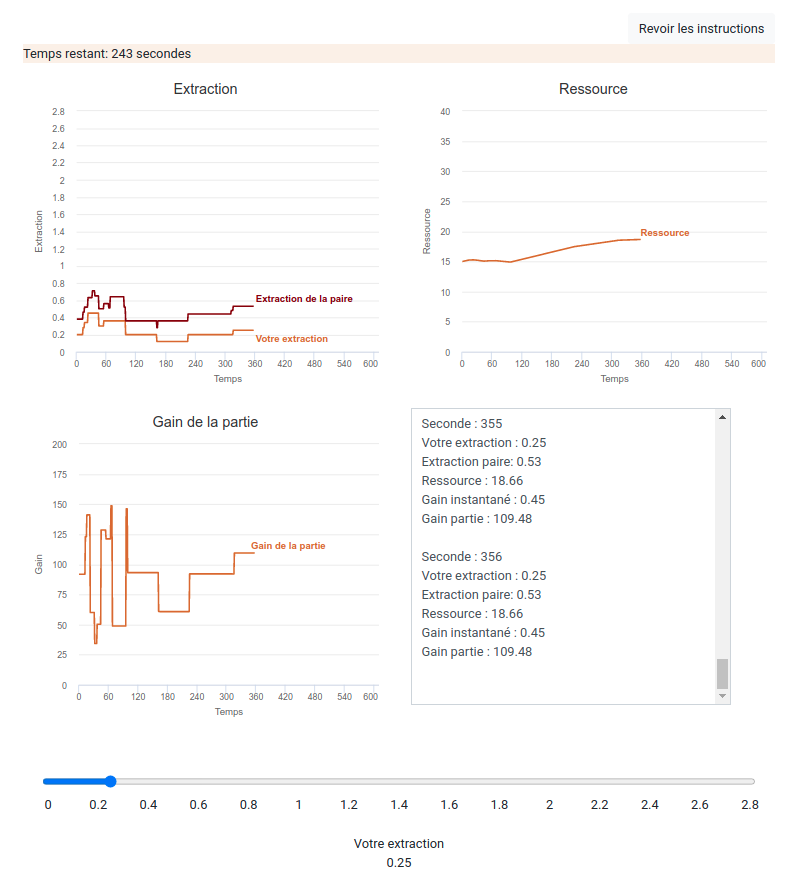 Revoir les instructions
Temps restant: 243 secondes
Extraction
2.8
2.6
2.4
2.2
2
1.8
1.6
1.4
1.2
1
0.8
0.6
0.4
0.2
0
Extraction
Extraction de la paire
Votre extraction
0 60 120 180 240 300 360 420 480 540 600
Temps
Ressource
40
35
30
25
20
15
10
5
0
Ressource
Ressource
0 60 120 180 240 300 360 420 480 540 600
Temps
Gain de la partie
200
175
150
125
100
75
50
25
0
Gain
Gain de la partie
0 60 120 180 240 300 360 420 480 540 600
Temps
Seconde : 355
Votre extraction : 0.25
Extraction paire: 0.53
Ressource : 18.66
Gain instantané : 0.45
Gain partie : 109.48
Seconde : 356
Votre extraction : 0.25
Extraction paire: 0.53
Ressource : 18.66
Gain instantané : 0.45
Gain partie : 109.48
0 0.2 0.4 0.6 0.8 1 1.2 1.4 1.6 1.8 2 2.2 2.4 2.6 2.8
Votre extraction
0.25